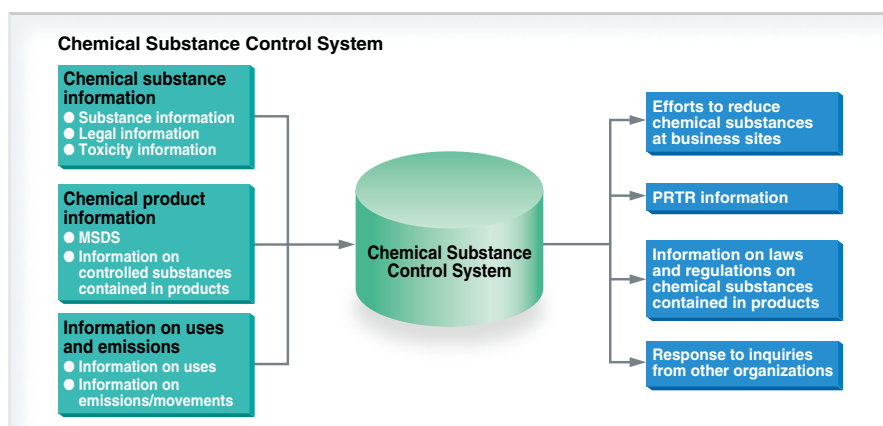 Chemical Substance Control System
Chemical substance
information
● Substance information
● Legal information
● Toxicity information
Chemical product
information
● MSDS
● Information on
controlled substances
contained in products
Information on uses
and emissions
● Information on uses
● Information on
emissions/movements
Chemical Substance
Control System
Efforts to reduce
chemical substances
at business sites
PRTR information
Information on laws
and regulations on
chemical substances
contained in products
Response to inquiries
from other organizations